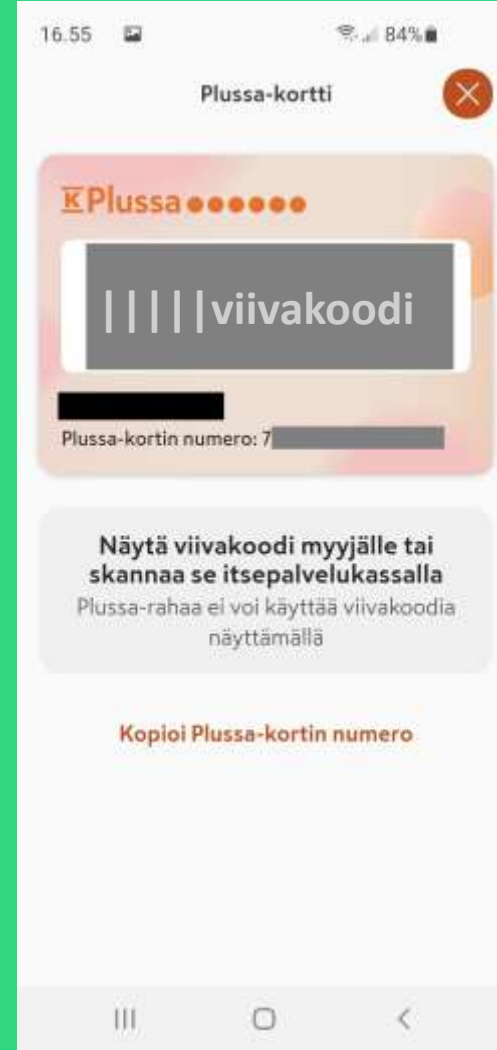 16.55 84%
Plussa-kortti
K Plussa
|||||viivakoodi
Plussa-kortin numero: 7
Näytä viivakoodi myyjälle tai
skannaa se itsepalvelukassalla
Plussa-rahaa ei voi käyttää viivakoodia
näyttämällä
Kopioi Plussa-kortin numero